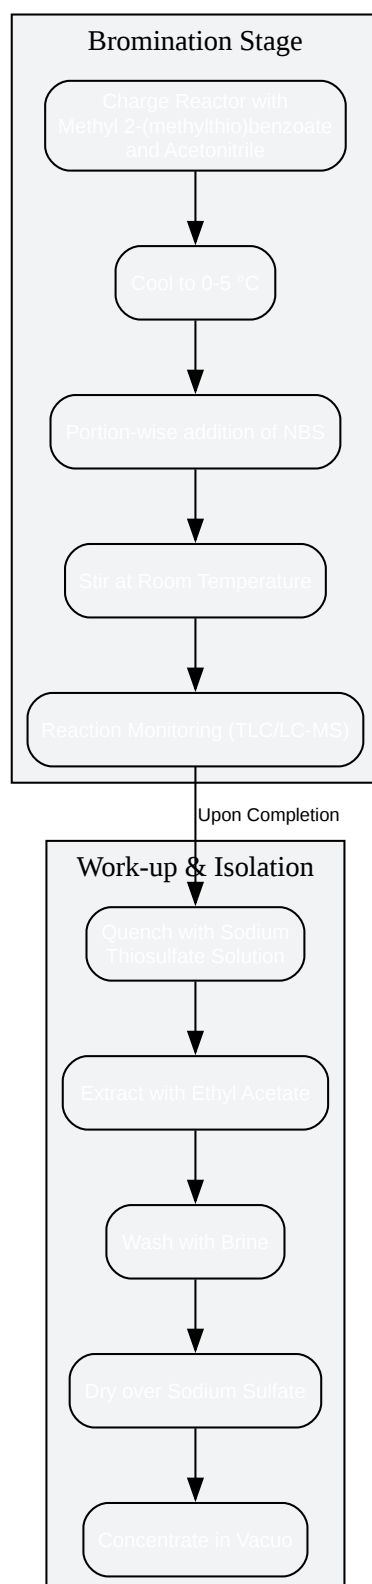 Bromination Stage
Charge Reactor with
Methyl 2-(methylthio)benzoate
and Acetonitrile
Cool to 0-5 °C
Portion-wise addition of NBS
Stir at Room Temperature
Reaction Monitoring (TLC/LC-MS)
Upon Completion
Work-up & Isolation
Quench with Sodium
Thiosulfate Solution
Extract with Ethyl Acetate
Wash with Brine
Dry over Sodium Sulfate
Concentrate in Vacuo